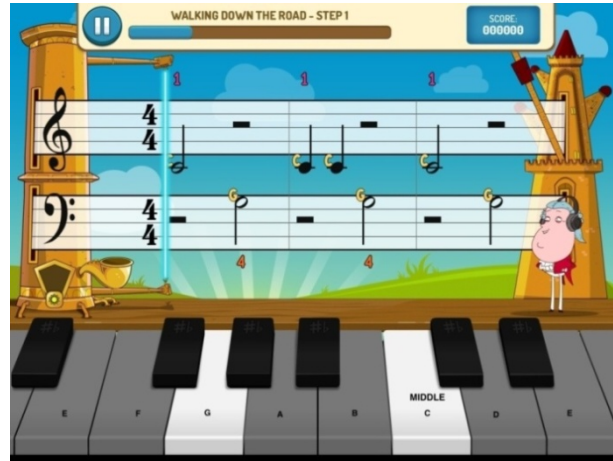 WALKING DOWN THE ROAD - STEP 1
SCORE:
000000
1 1 1
4 4
C C C C
G G G
4 4
4 4
#♭ #♭ #♭ #♭ #♭ #♭
MIDDLE
E F G A B C D E